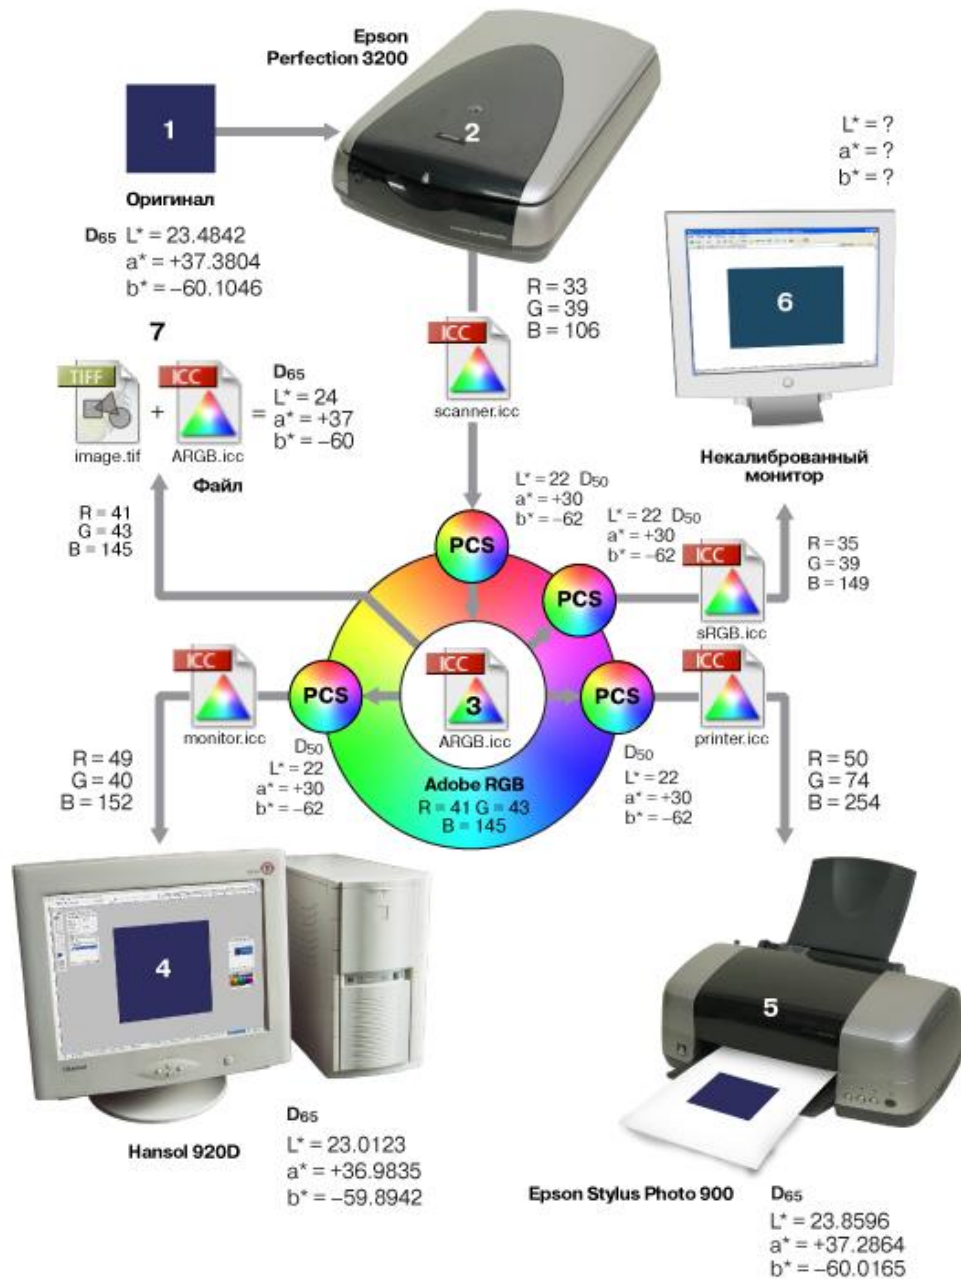 Epson
Perfection 3200
1
2
Оригинал
D65 L* = 23.4842
a* = +37.3804
b* = −60.1046
L* = ?
a* = ?
b* = ?
6
Некалиброванный
монитор
R = 33
G = 39
B = 106
ICC
scanner.icc
7
TIFF
image.tif
+
ICC
ARGB.icc
=
D65
L* = 24
a* = +37
b* = −60
Файл
R = 41
G = 43
B = 145
L* = 22 D50
a* = +30
b* = −62
PCS
L* = 22 D50
a* = +30
b* = −62
PCS
ICC
sRGB.icc
R = 35
G = 39
B = 149
ICC
monitor.icc
PCS
ICC
3
ARGB.icc
PCS
ICC
printer.icc
D50
L* = 22
a* = +30
b* = −62
Adobe RGB
R = 41 G = 43
B = 145
D50
L* = 22
a* = +30
b* = −62
R = 49
G = 40
B = 152
R = 50
G = 74
B = 254
4
5
Hansol 920D
D65
L* = 23.0123
a* = +36.9835
b* = −59.8942
Epson Stylus Photo 900
D65
L* = 23.8596
a* = +37.2864
b* = −60.0165